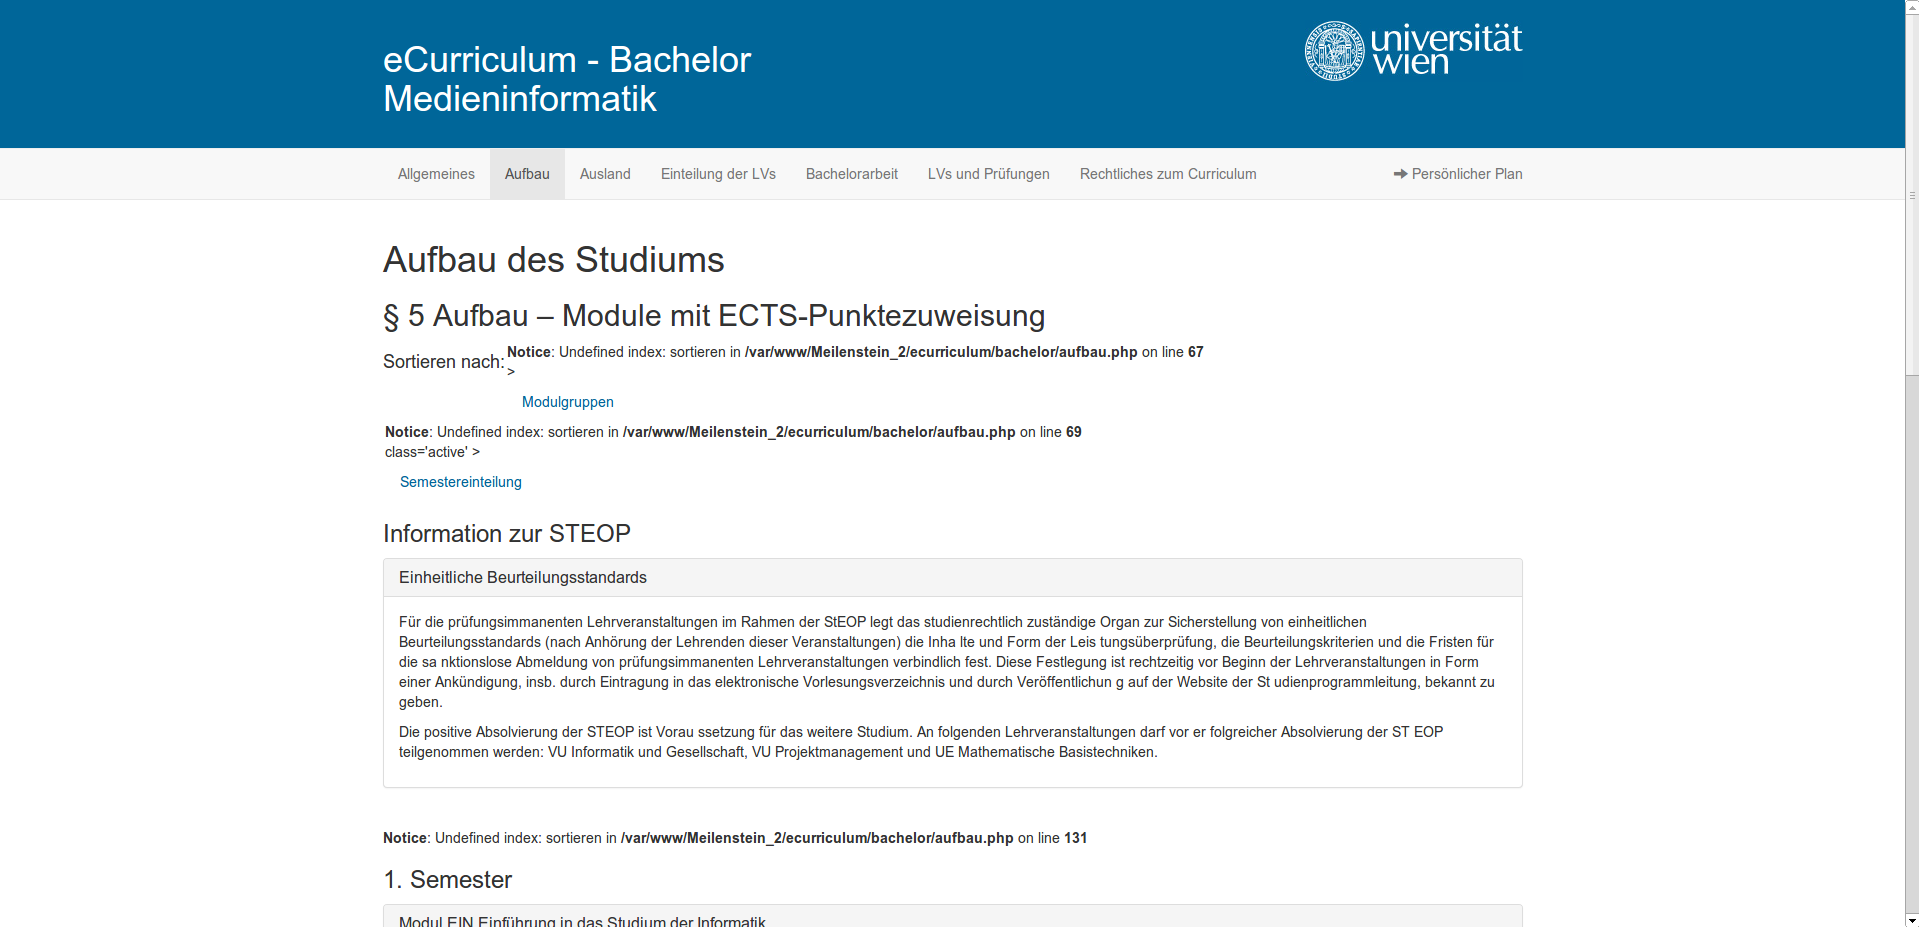 eCurriculum - Bachelor
Medieninformatik
universität
wien
Allgemeines Aufbau Ausland Einteilung der LVs Bachelorarbeit LVs und Prüfungen Rechtliches zum Curriculum Persönlicher Plan
Aufbau des Studiums
§ 5 Aufbau – Module mit ECTS-Punktezuweisung
Sortieren nach:
Notice: Undefined index: sortieren in /var/www/Meilenstein_2/ecurriculum/bachelor/aufbau.php on line 67
>
Modulgruppen
Notice: Undefined index: sortieren in /var/www/Meilenstein_2/ecurriculum/bachelor/aufbau.php on line 69
class='active' >
Semestereinteilung
Information zur STEOP
Einheitliche Beurteilungsstandards
Für die prüfungsimmanenten Lehrveranstaltungen im Rahmen der StEOP legt das studienrechtlich zuständige Organ zur Sicherstellung von einheitlichen
Beurteilungsstandards (nach Anhörung der Lehrenden dieser Veranstaltungen) die Inha lte und Form der Leis tungsüberprüfung, die Beurteilungskriterien und die Fristen für
die sa nktionslose Abmeldung von prüfungsimmanenten Lehrveranstaltungen verbindlich fest. Diese Festlegung ist rechtzeitig vor Beginn der Lehrveranstaltungen in Form
einer Ankündigung, insb. durch Eintragung in das elektronische Vorlesungsverzeichnis und durch Veröffentlichun g auf der Website der St udienprogrammleitung, bekannt zu
geben.
Die positive Absolvierung der STEOP ist Vorau ssetzung für das weitere Studium. An folgenden Lehrveranstaltungen darf vor er folgreicher Absolvierung der ST EOP
teilgenommen werden: VU Informatik und Gesellschaft, VU Projektmanagement und UE Mathematische Basistechniken.
Notice: Undefined index: sortieren in /var/www/Meilenstein_2/ecurriculum/bachelor/aufbau.php on line 131
1. Semester
Modul EIN Einführung in das Studium der Informatik